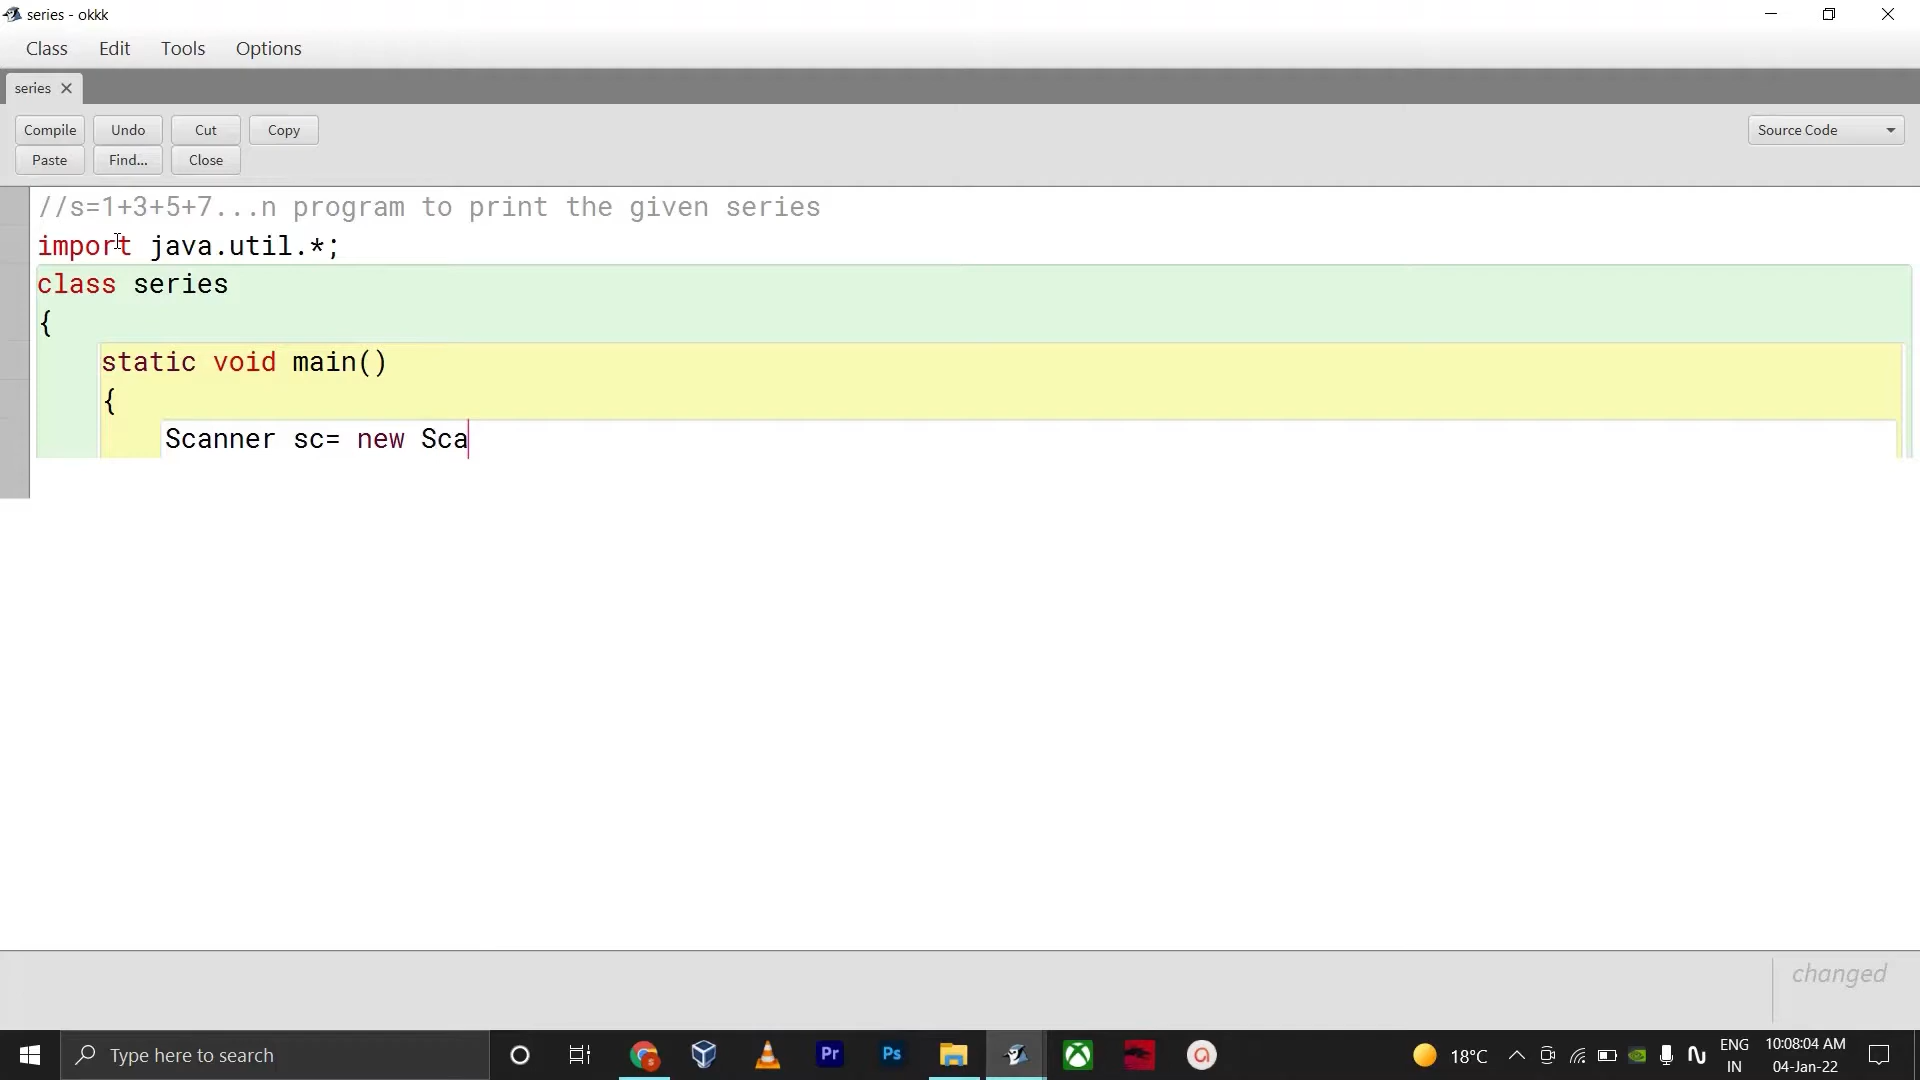 series - okkk
Class Edit Tools Options
series
Compile Undo Cut Copy
Source Code
Paste Find... Close
//s=1+3+5+7...n program to print the given series
import java.util.*;
class series
{
static void main()
{
Scanner sc= new Sca
changed
Type here to search
Pr
Ps
18°C
ENG
IN
10:08:04 AM
04-Jan-22